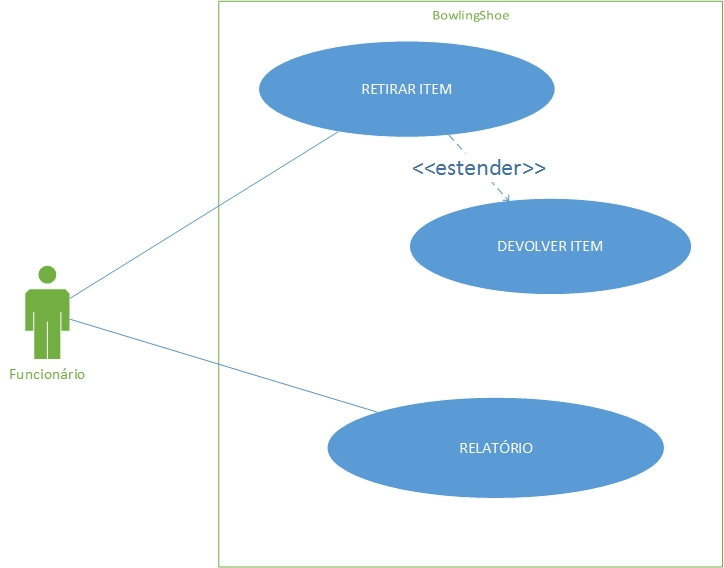 BowlingShoe
RETIRAR ITEM
<<estender>>
DEVOLVER ITEM
Funcionário
RELATÓRIO